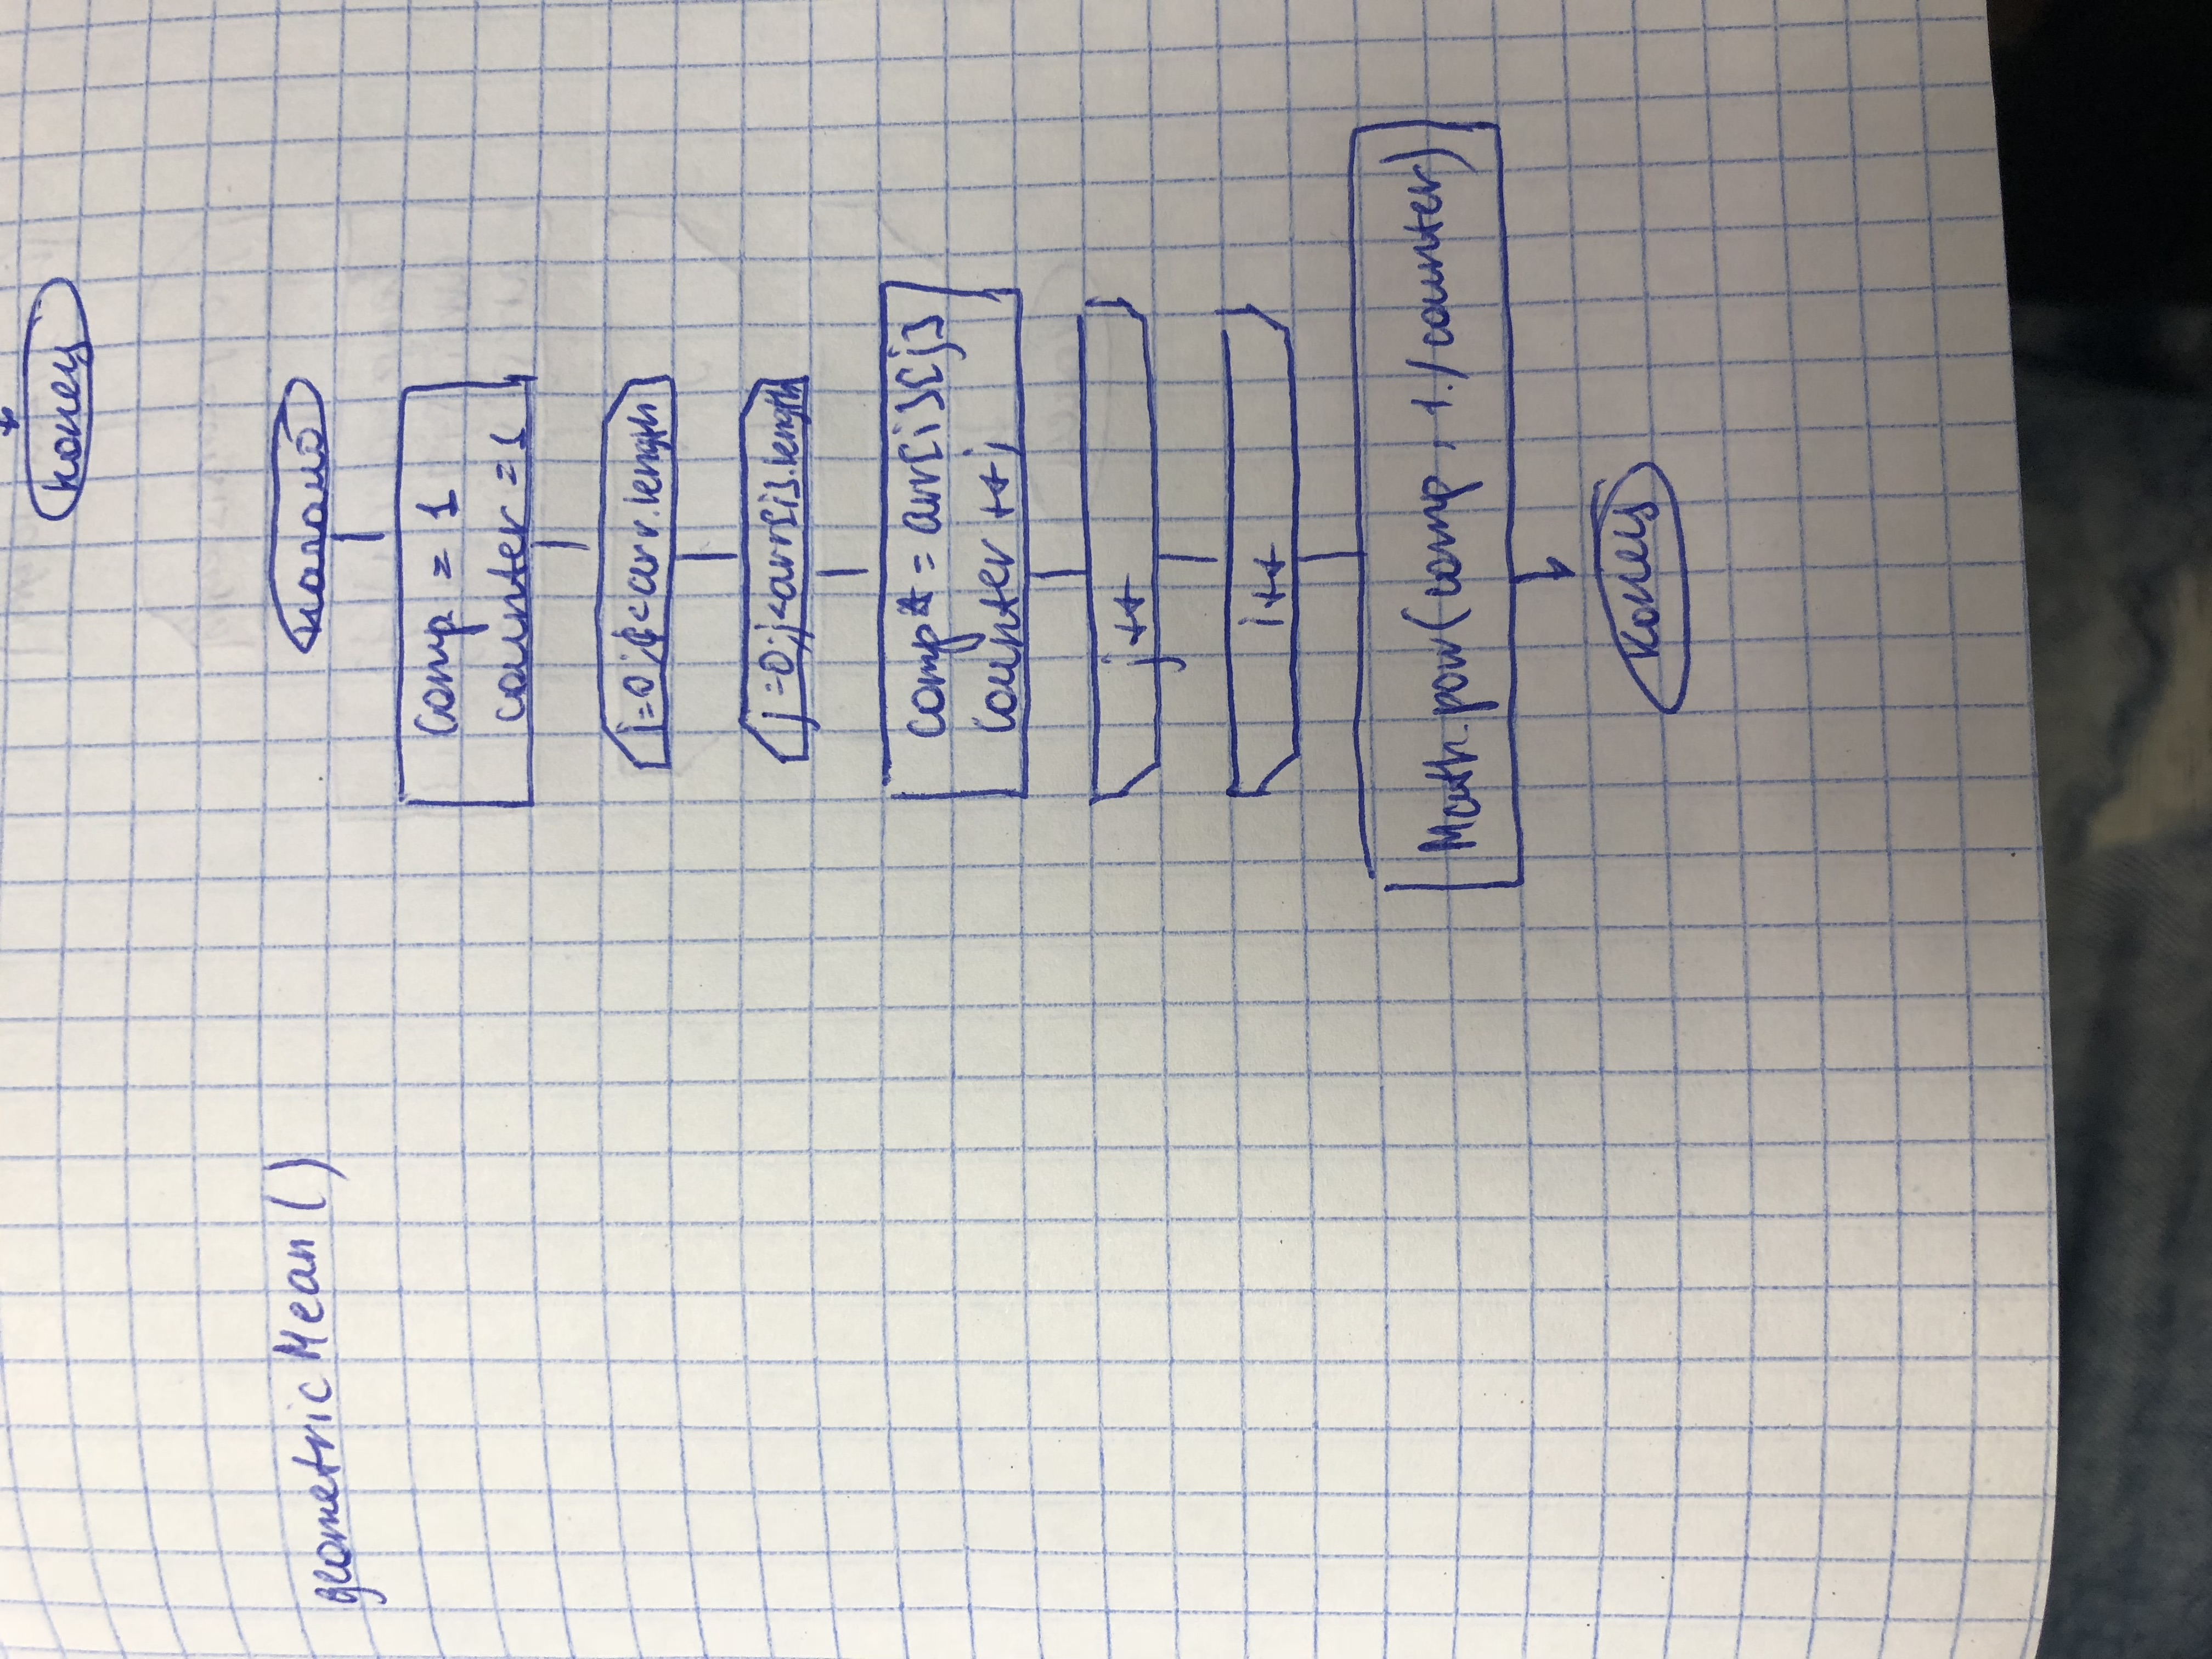 конец
geometricMean()
начало
comp = 1
counter = 1
i=0; i<arr.length
j=0; j<arr[i].length
comp* = arr[i][j]
counter ++;
j++
i++
Math.pow(comp, 1./counter)
конец